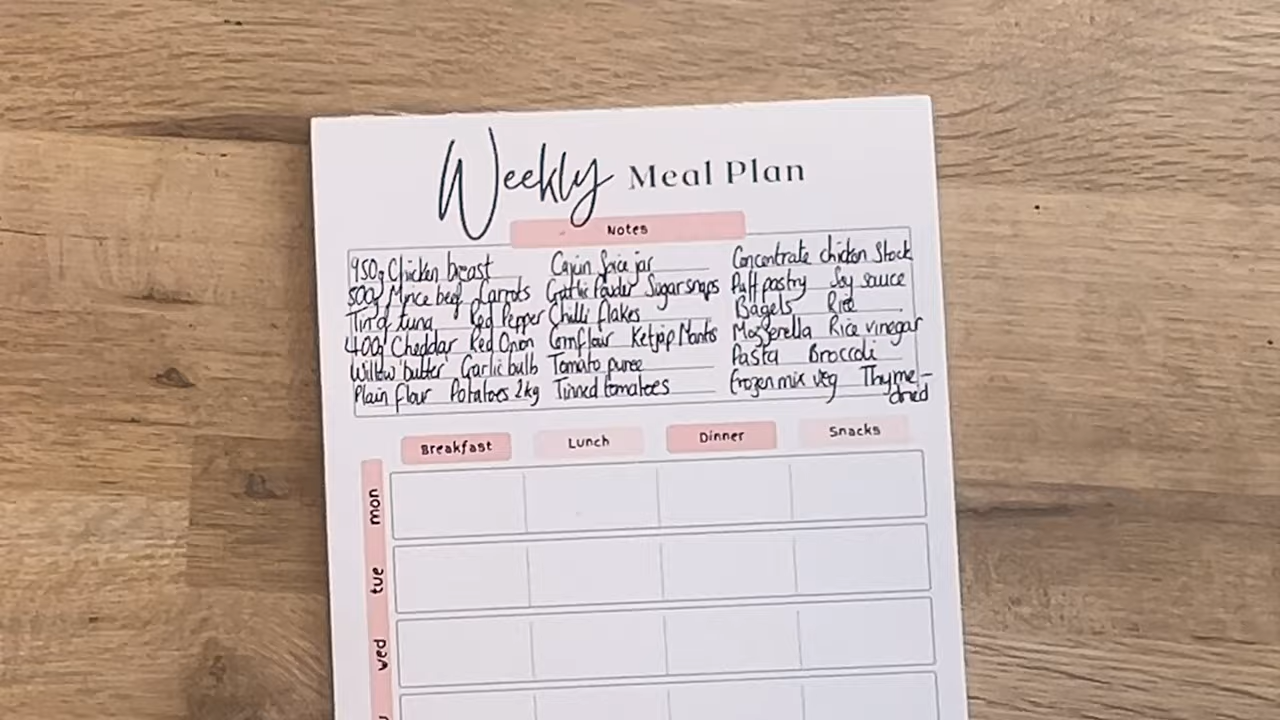 Weekly Meal Plan
Notes
950g Chicken breast
500g Mince beef Carrots
Tin of tuna Red Pepper
400g Cheddar Red Onion
Willow 'butter' Garlic bulb
Plain flour Potatoes 2kg
Cajun Spice jar
Garlic Powder Sugarsnaps
Chilli flakes
Cornflour Ketjap Manis
Tomato puree
Tinned tomatoes
Concentrate chicken Stock
Puff pastry Soy sauce
Bagels Rice
Mozzerella Rice vinegar
Pasta Broccoli
frozen mix veg Thyme-
dried
Breakfast Lunch Dinner Snacks
mon
tue
wed